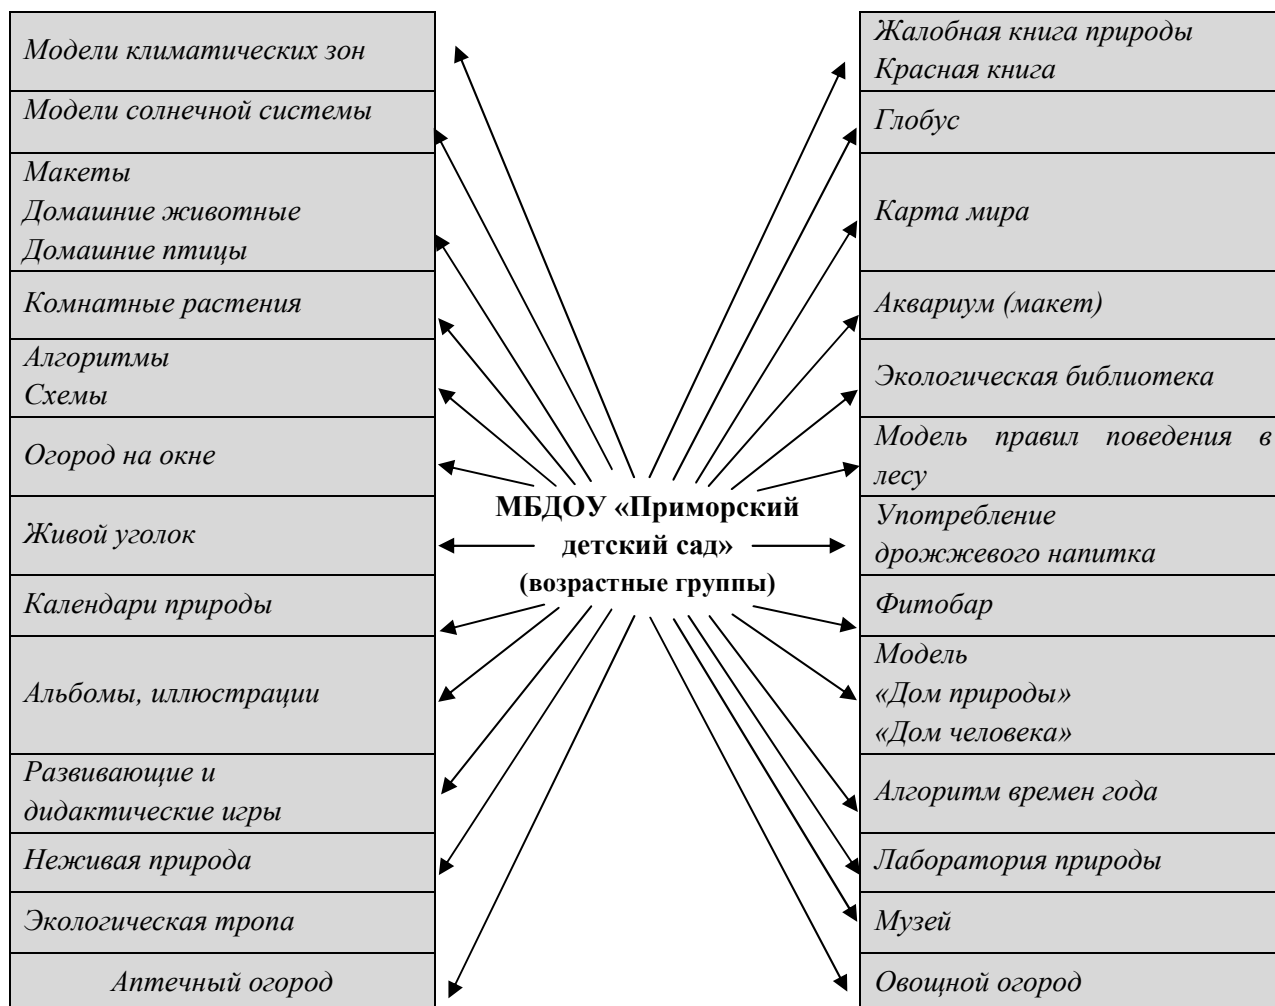 Модели климатических зон
Модели солнечной системы
Макеты
Домашние животные
Домашние птицы
Комнатные растения
Алгоритмы
Схемы
Огород на окне
Живой уголок
Календари природы
Альбомы, иллюстрации
Развивающие и
дидактические игры
Неживая природа
Экологическая тропа
Аптечный огород
МБДОУ «Приморский
детский сад»
(возрастные группы)
Жалобная книга природы
Красная книга
Глобус
Карта мира
Аквариум (макет)
Экологическая библиотека
Модель правил поведения в
лесу
Употребление
дрожжевого напитка
Фитобар
Модель
«Дом природы»
«Дом человека»
Алгоритм времен года
Лаборатория природы
Музей
Овощной огород